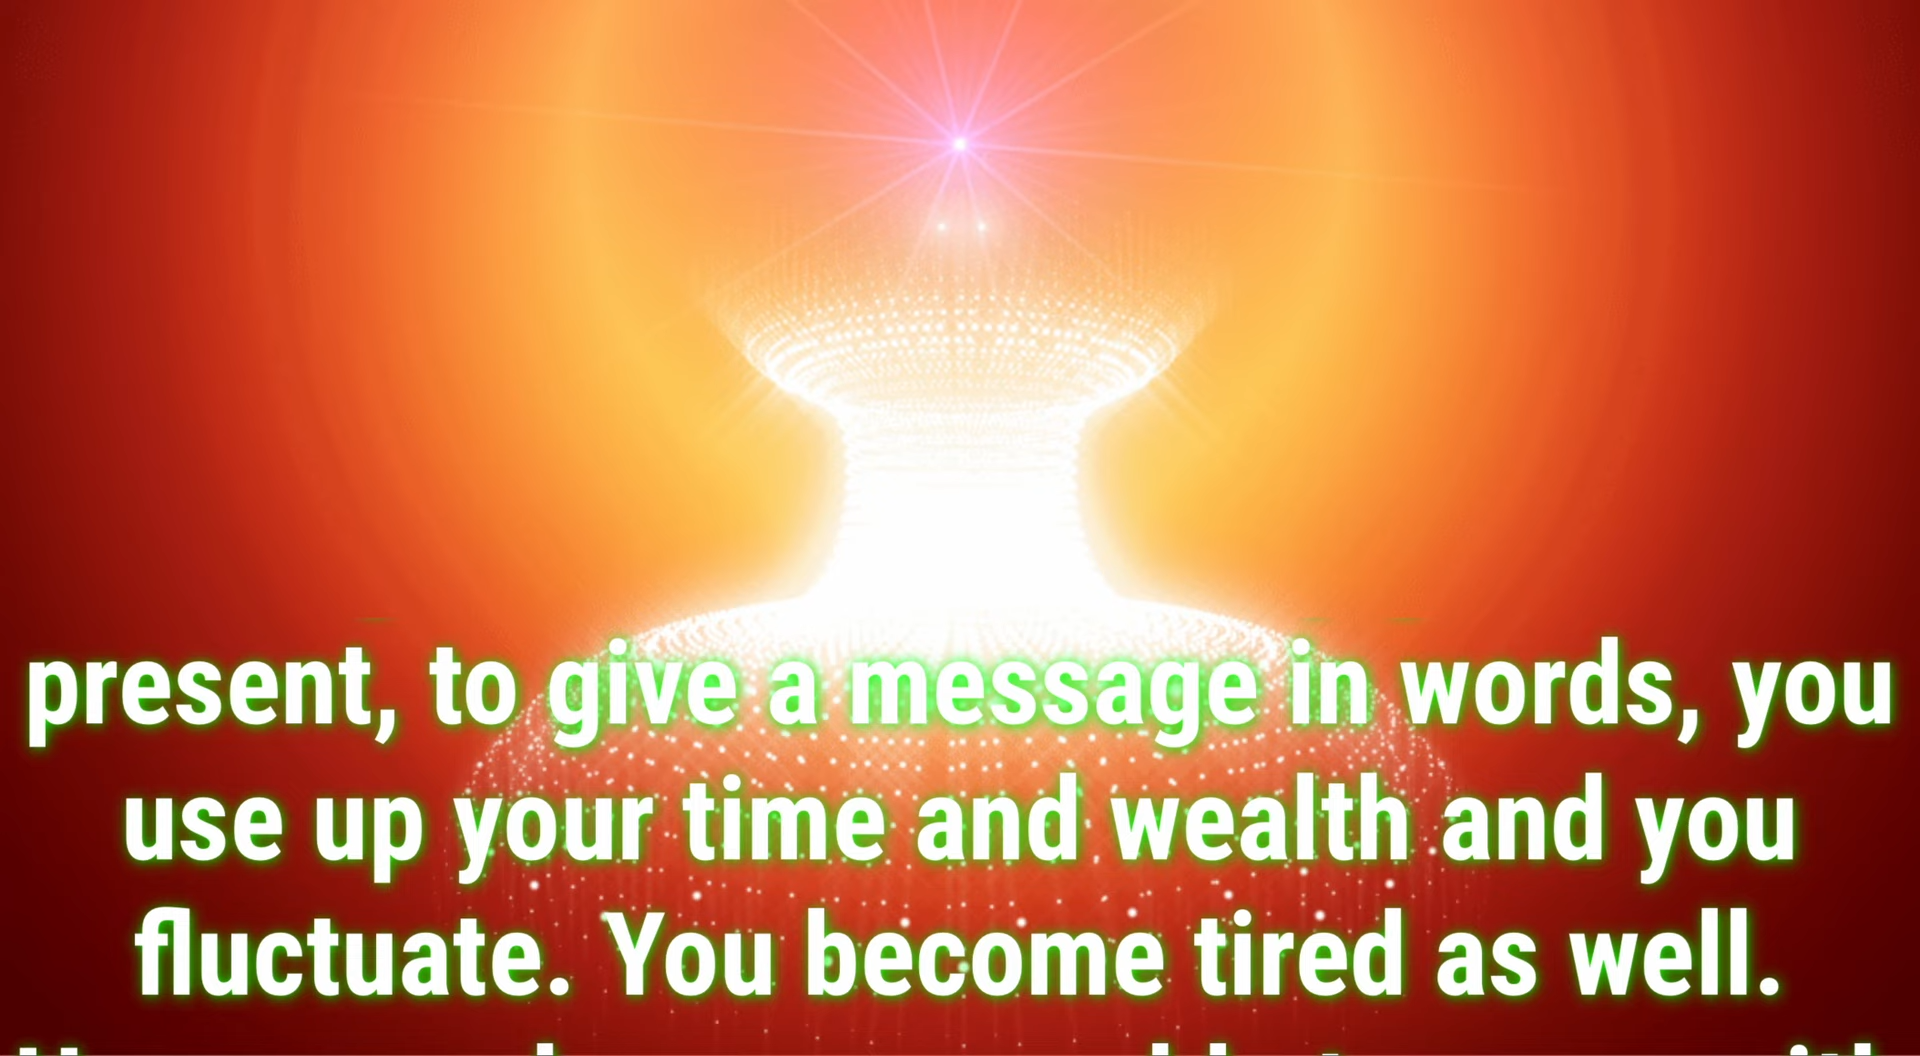 present, to give a message in words, you
use up your time and wealth and you
fluctuate. You become tired as well.